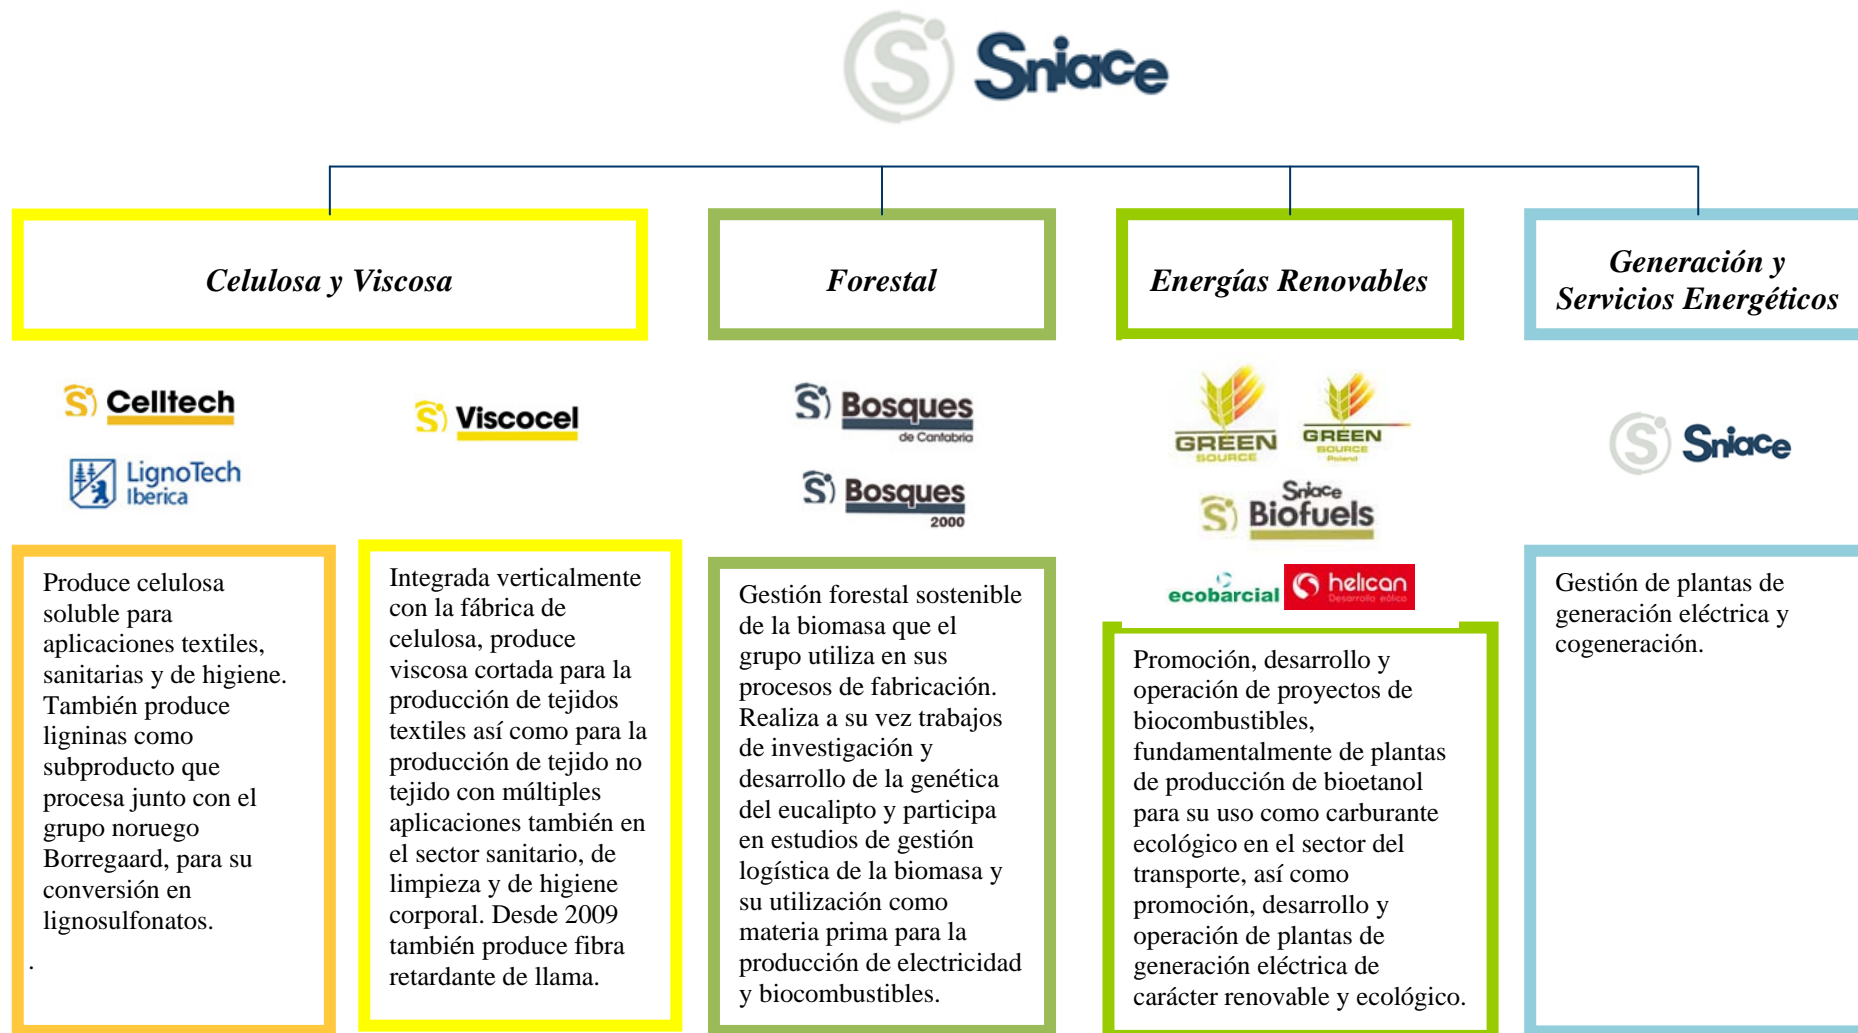 S Sniace
Celulosa y Viscosa
Forestal
Energías Renovables
Generación y
Servicios Energéticos
S Celltech
LignoTech
Iberica
S Viscocel
S Bosques
de Cantabria
S Bosques
2000
GREEN
SOURCE
GREEN
SOURCE
Poland
Sniace
S Biofuels
ecobarcial
helican
Desarrollo eólico
S Sniace
Produce celulosa
soluble para
aplicaciones textiles,
sanitarias y de higiene.
También produce
ligninas como
subproducto que
procesa junto con el
grupo noruego
Borregaard, para su
conversión en
lignosulfonatos.
.
Integrada verticalmente
con la fábrica de
celulosa, produce
viscosa cortada para la
producción de tejidos
textiles así como para la
producción de tejido no
tejido con múltiples
aplicaciones también en
el sector sanitario, de
limpieza y de higiene
corporal. Desde 2009
también produce fibra
retardante de llama.
Gestión forestal sostenible
de la biomasa que el
grupo utiliza en sus
procesos de fabricación.
Realiza a su vez trabajos
de investigación y
desarrollo de la genética
del eucalipto y participa
en estudios de gestión
logística de la biomasa y
su utilización como
materia prima para la
producción de electricidad
y biocombustibles.
Promoción, desarrollo y
operación de proyectos de
biocombustibles,
fundamentalmente de plantas
de producción de bioetanol
para su uso como carburante
ecológico en el sector del
transporte, así como
promoción, desarrollo y
operación de plantas de
generación eléctrica de
carácter renovable y ecológico.
Gestión de plantas de
generación eléctrica y
cogeneración.